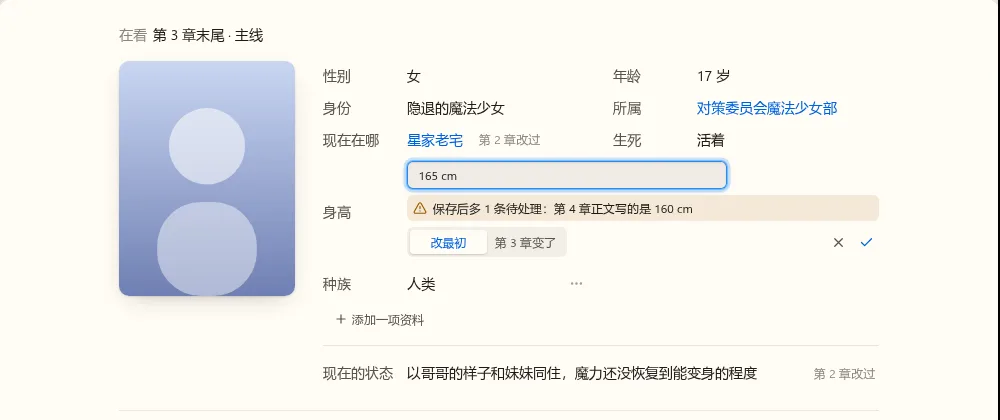 在看 第 3 章末尾 · 主线
性别 女 年龄 17 岁
身份 隐退的魔法少女 所属 对策委员会魔法少女部
现在在哪 星家老宅 第 2 章改过 生死 活着
165 cm
身高 保存后多 1 条待处理：第 4 章正文写的是 160 cm
改最初 第 3 章变了
种族 人类 ···
+ 添加一项资料
现在的状态 以哥哥的样子和妹妹同住，魔力还没恢复到能变身的程度 第 2 章改过